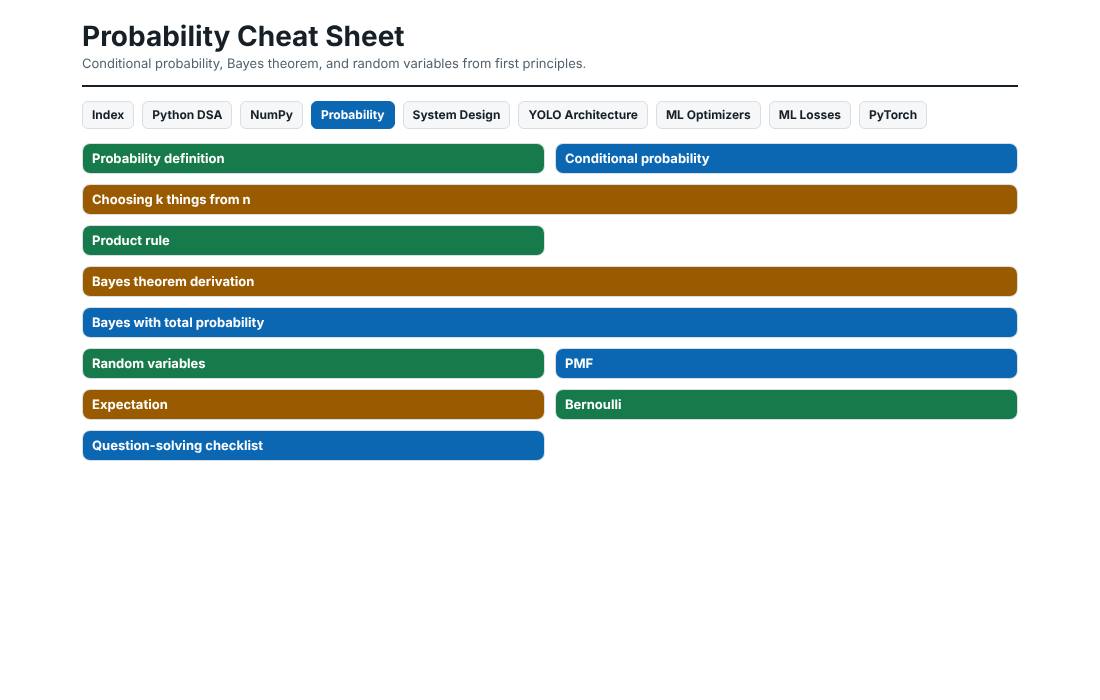 Probability Cheat Sheet
Conditional probability, Bayes theorem, and random variables from first principles.
Index Python DSA NumPy Probability System Design YOLO Architecture ML Optimizers ML Losses PyTorch
Probability definition Conditional probability
Choosing k things from n
Product rule
Bayes theorem derivation
Bayes with total probability
Random variables PMF
Expectation Bernoulli
Question-solving checklist